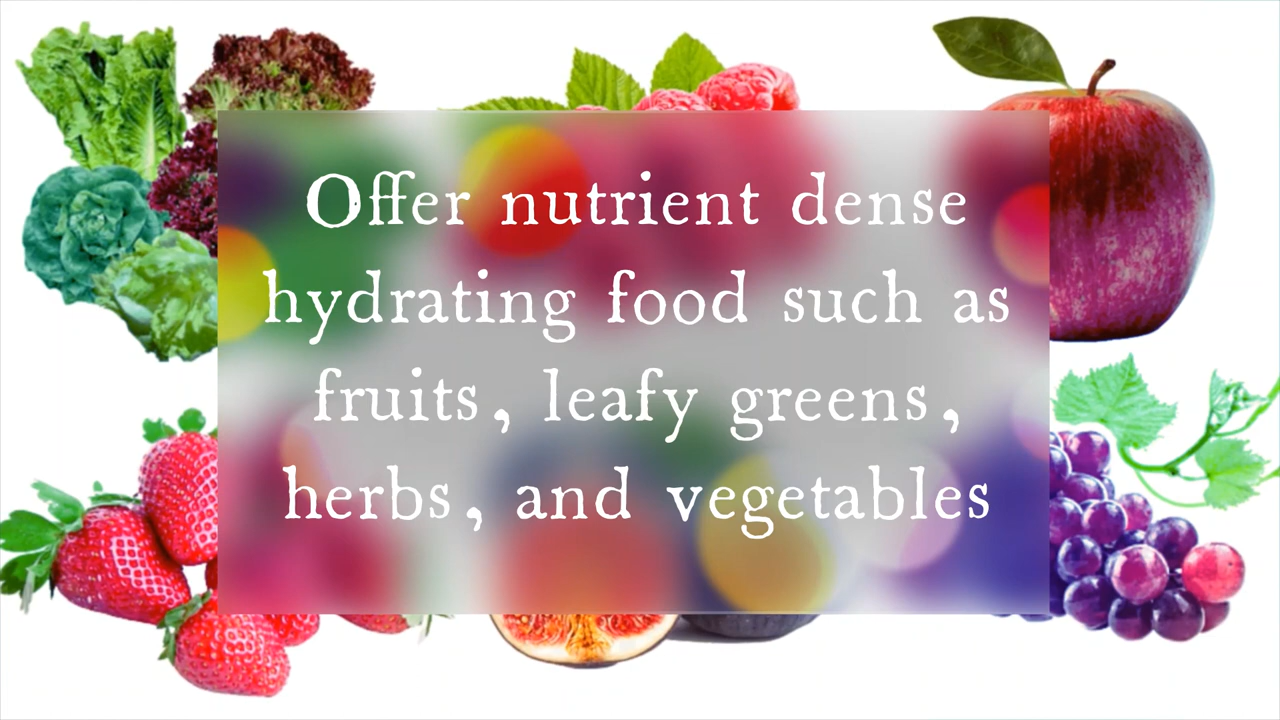 Offer nutrient dense
hydrating food such as
fruits, leafy greens,
herbs, and vegetables